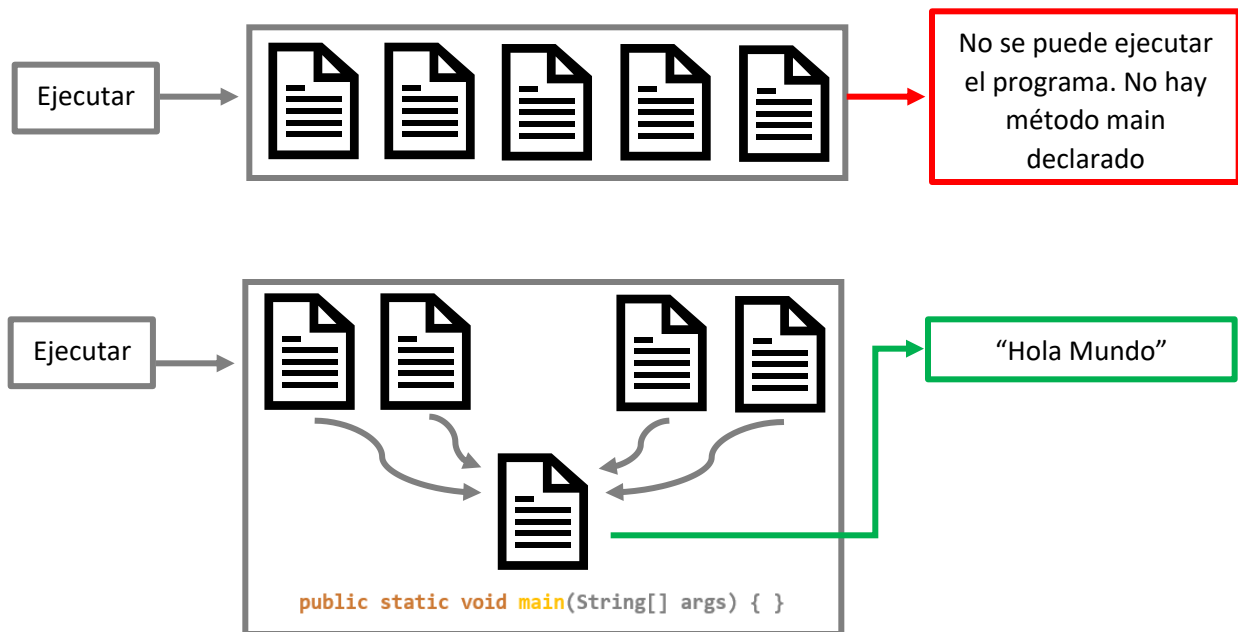 Ejecutar
No se puede ejecutar
el programa. No hay
método main
declarado
Ejecutar
“Hola Mundo”
public static void main(String[] args) { }